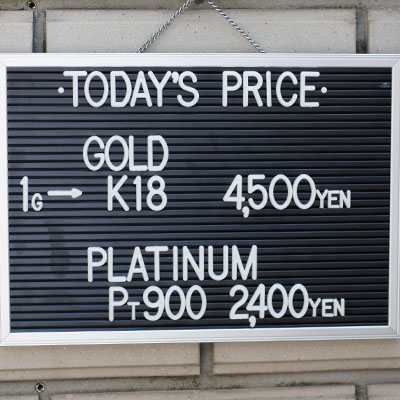 ·TODAY'S PRICE·
GOLD
1G→ K18 4,500YEN
PLATINUM
PT900 2,400YEN